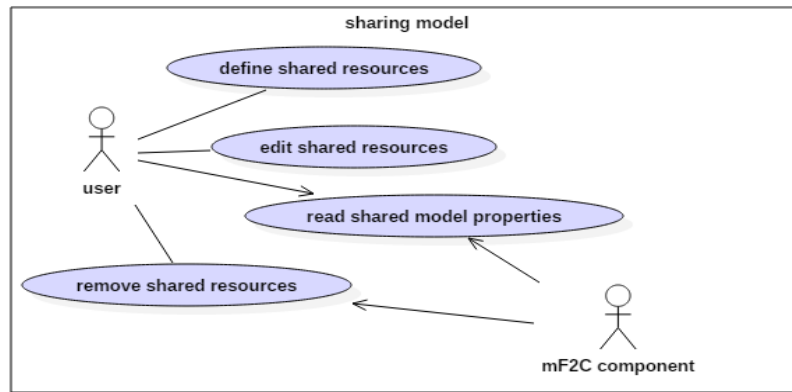 sharing model
define shared resources
edit shared resources
user
read shared model properties
remove shared resources
mF2C component